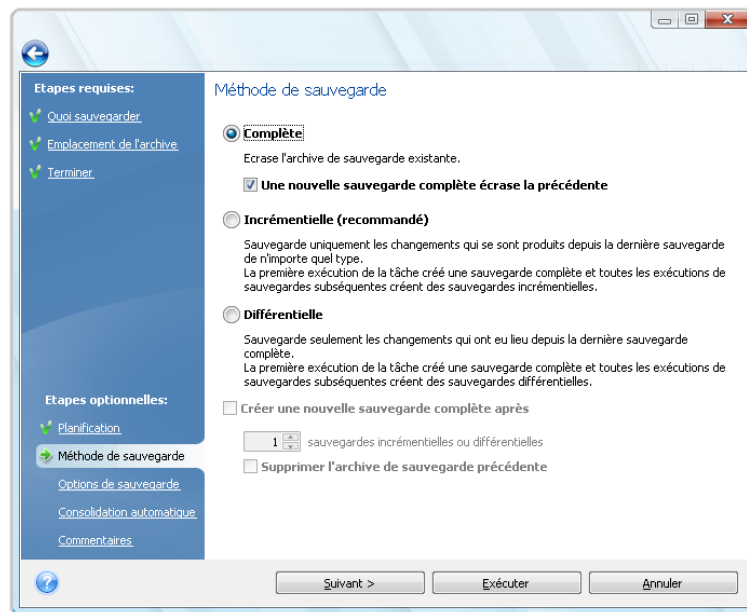 Etapes requises:
Quoi sauvegarder
Emplacement de l'archive
Terminer
Etapes optionnelles:
Planification
Méthode de sauvegarde
Options de sauvegarde
Consolidation automatique
Commentaires
Méthode de sauvegarde
Complète
Ecrase l'archive de sauvegarde existante.
Une nouvelle sauvegarde complète écrase la précédente
Incrémentielle (recommandé)
Sauvegarde uniquement les changements qui se sont produits depuis la dernière sauvegarde
de n'importe quel type.
La première exécution de la tâche créé une sauvegarde complète et toutes les exécutions de
sauvegardes subséquentes créent des sauvegardes incrémentielles.
Différentielle
Sauvegarde seulement les changements qui ont eu lieu depuis la dernière sauvegarde
complète.
La première exécution de la tâche créé une sauvegarde complète et toutes les exécutions de
sauvegardes subséquentes créent des sauvegardes différentielles.
Créer une nouvelle sauvegarde complète après
1 sauvegardes incrémentielles ou différentielles
Supprimer l'archive de sauvegarde précédente
Suivant > Exécuter Annuler